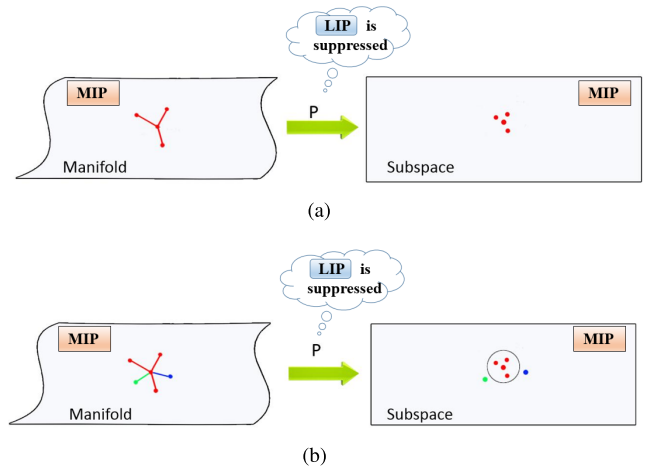 LIP is
suppressed
MIP
P
MIP
Manifold
Subspace
(a)
LIP is
suppressed
MIP
P
MIP
Manifold
Subspace
(b)